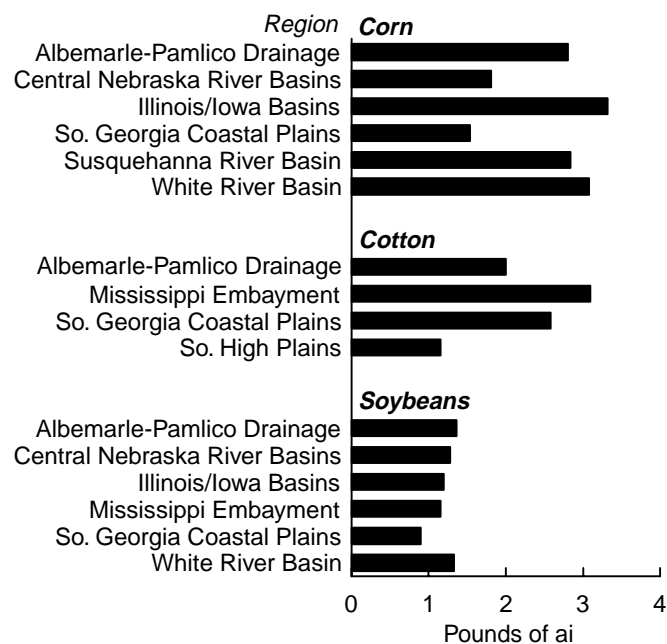 Region Corn
Albemarle-Pamlico Drainage
Central Nebraska River Basins
Illinois/Iowa Basins
So. Georgia Coastal Plains
Susquehanna River Basin
White River Basin
Cotton
Albemarle-Pamlico Drainage
Mississippi Embayment
So. Georgia Coastal Plains
So. High Plains
Soybeans
Albemarle-Pamlico Drainage
Central Nebraska River Basins
Illinois/Iowa Basins
Mississippi Embayment
So. Georgia Coastal Plains
White River Basin
0 1 2 3 4
Pounds of ai